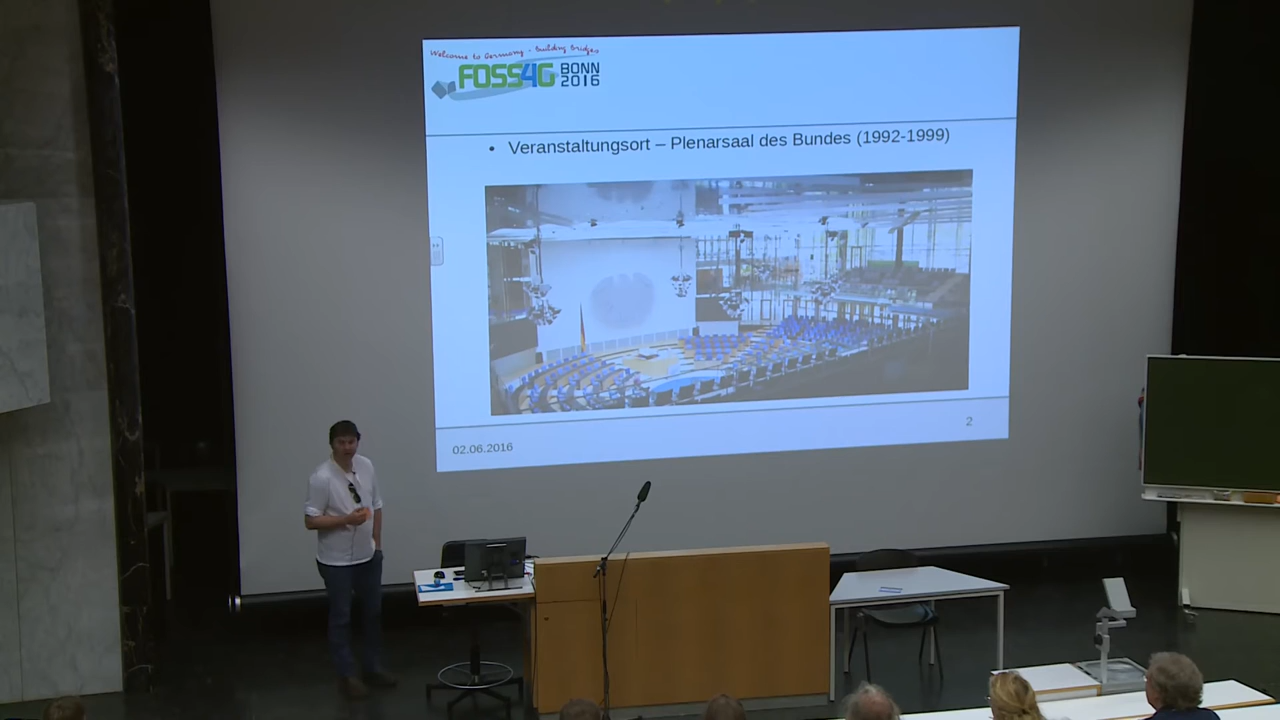 Welcome to Germany - Building Bridges
FOSS4G BONN
2016
• Veranstaltungsort – Plenarsaal des Bundes (1992-1999)
02.06.2016
2